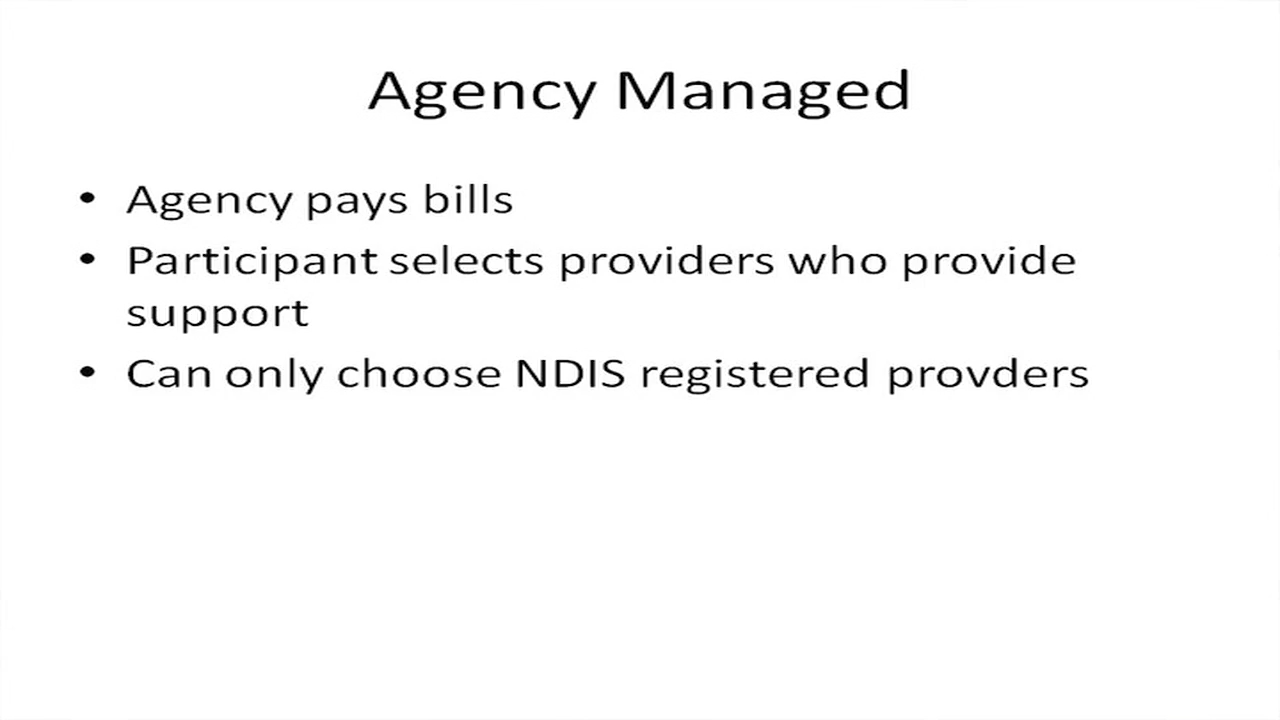 Agency Managed
• Agency pays bills
• Participant selects providers who provide
support
• Can only choose NDIS registered provders